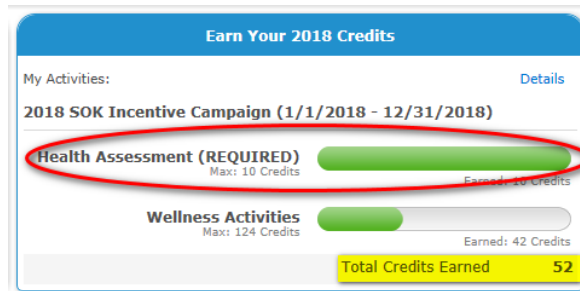 Earn Your 2018 Credits
My Activities: Details
2018 SOK Incentive Campaign (1/1/2018 - 12/31/2018)
Health Assessment (REQUIRED)
Max: 10 Credits
Earned: 10 Credits
Wellness Activities
Max: 124 Credits
Earned: 42 Credits
Total Credits Earned 52